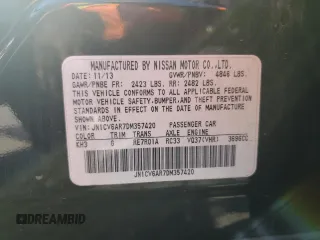 MANUFACTURED BY NISSAN MOTOR CO.,LTD.
DATE: 11/13 GVWR/PNBV: 4846 LBS.
GAWR/PNBE FR: 2423 LBS. RR: 2482 LBS.
THIS VEHICLE CONFORMS TO ALL APPLICABLE FEDERAL
MOTOR VEHICLE SAFETY, BUMPER, AND THEFT PREVENTION
STANDARDS IN EFFECT ON THE DATE OF MANUFACTURE
SHOWN ABOVE.
VIN: JN1CV6AR7DM357420 PASSENGER CAR
COLOR TRIM TRANS AXLE ENGINE
KH3 RE7R01A RC33 VQ37(VHR) 3696CC
JN1CV6AR7DM357420
DREAMBID